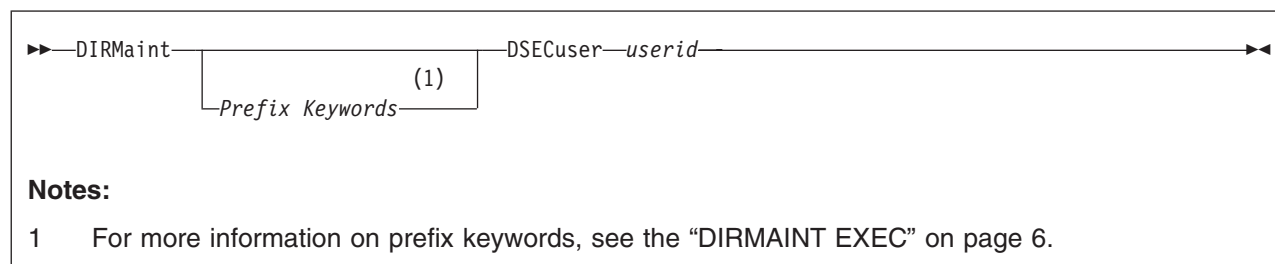 DIRMaint DSECuser userid
(1)
Prefix Keywords
Notes:
1 For more information on prefix keywords, see the “DIRMAINT EXEC” on page 6.